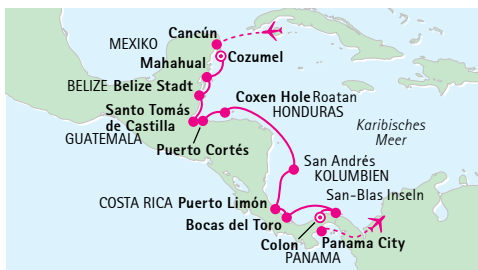 Cancún
MEXIKO
Cozumel
Mahahual
BELIZE Belize Stadt
Coxen Hole Roatan
HONDURAS
Santo Tomás
de Castilla
GUATEMALA
Puerto Cortés
Karibisches
Meer
San Andrés
KOLUMBIEN
San-Blas Inseln
COSTA RICA Puerto Limón
Bocas del Toro
Colon
Panama City
PANAMA